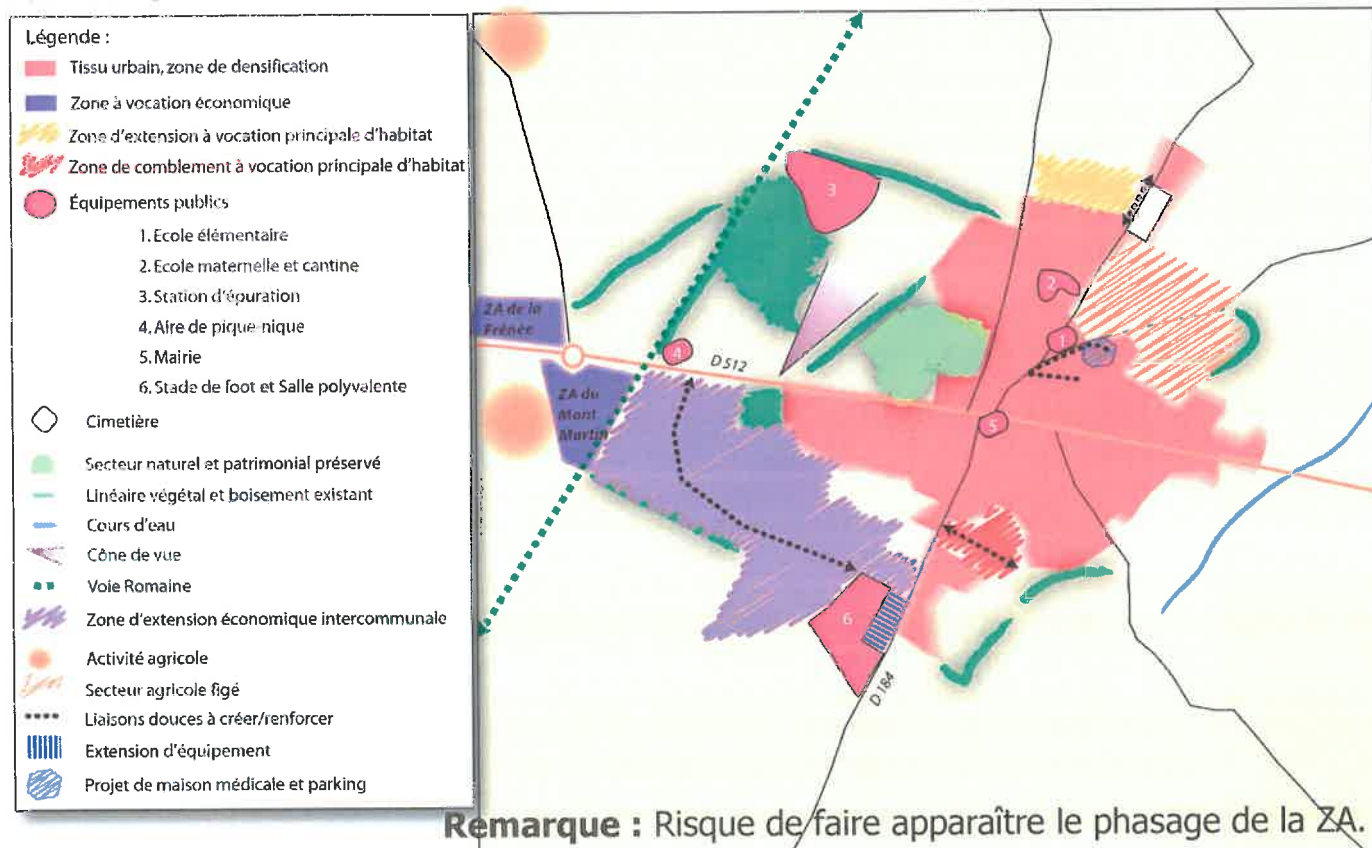 Légende :
Tissu urbain, zone de densification
Zone à vocation économique
Zone d'extension à vocation principale d'habitat
Zone de comblement à vocation principale d'habitat
Équipements publics
1. Ecole élémentaire
2. Ecole maternelle et cantine
3. Station d'épuration
4. Aire de pique-nique
5. Mairie
6. Stade de foot et Salle polyvalente
Cimetière
Secteur naturel et patrimonial préservé
Linéaire végétal et boisement existant
Cours d'eau
Cône de vue
Voie Romaine
Zone d'extension économique intercommunale
Activité agricole
Secteur agricole figé
Liaisons douces à créer/renforcer
Extension d'équipement
Projet de maison médicale et parking
3
2
ZA de la
Frénée
1
4
D 512
ZA du
Mont
Martin
5
6
D 184
Remarque : Risque de faire apparaître le phasage de la ZA.